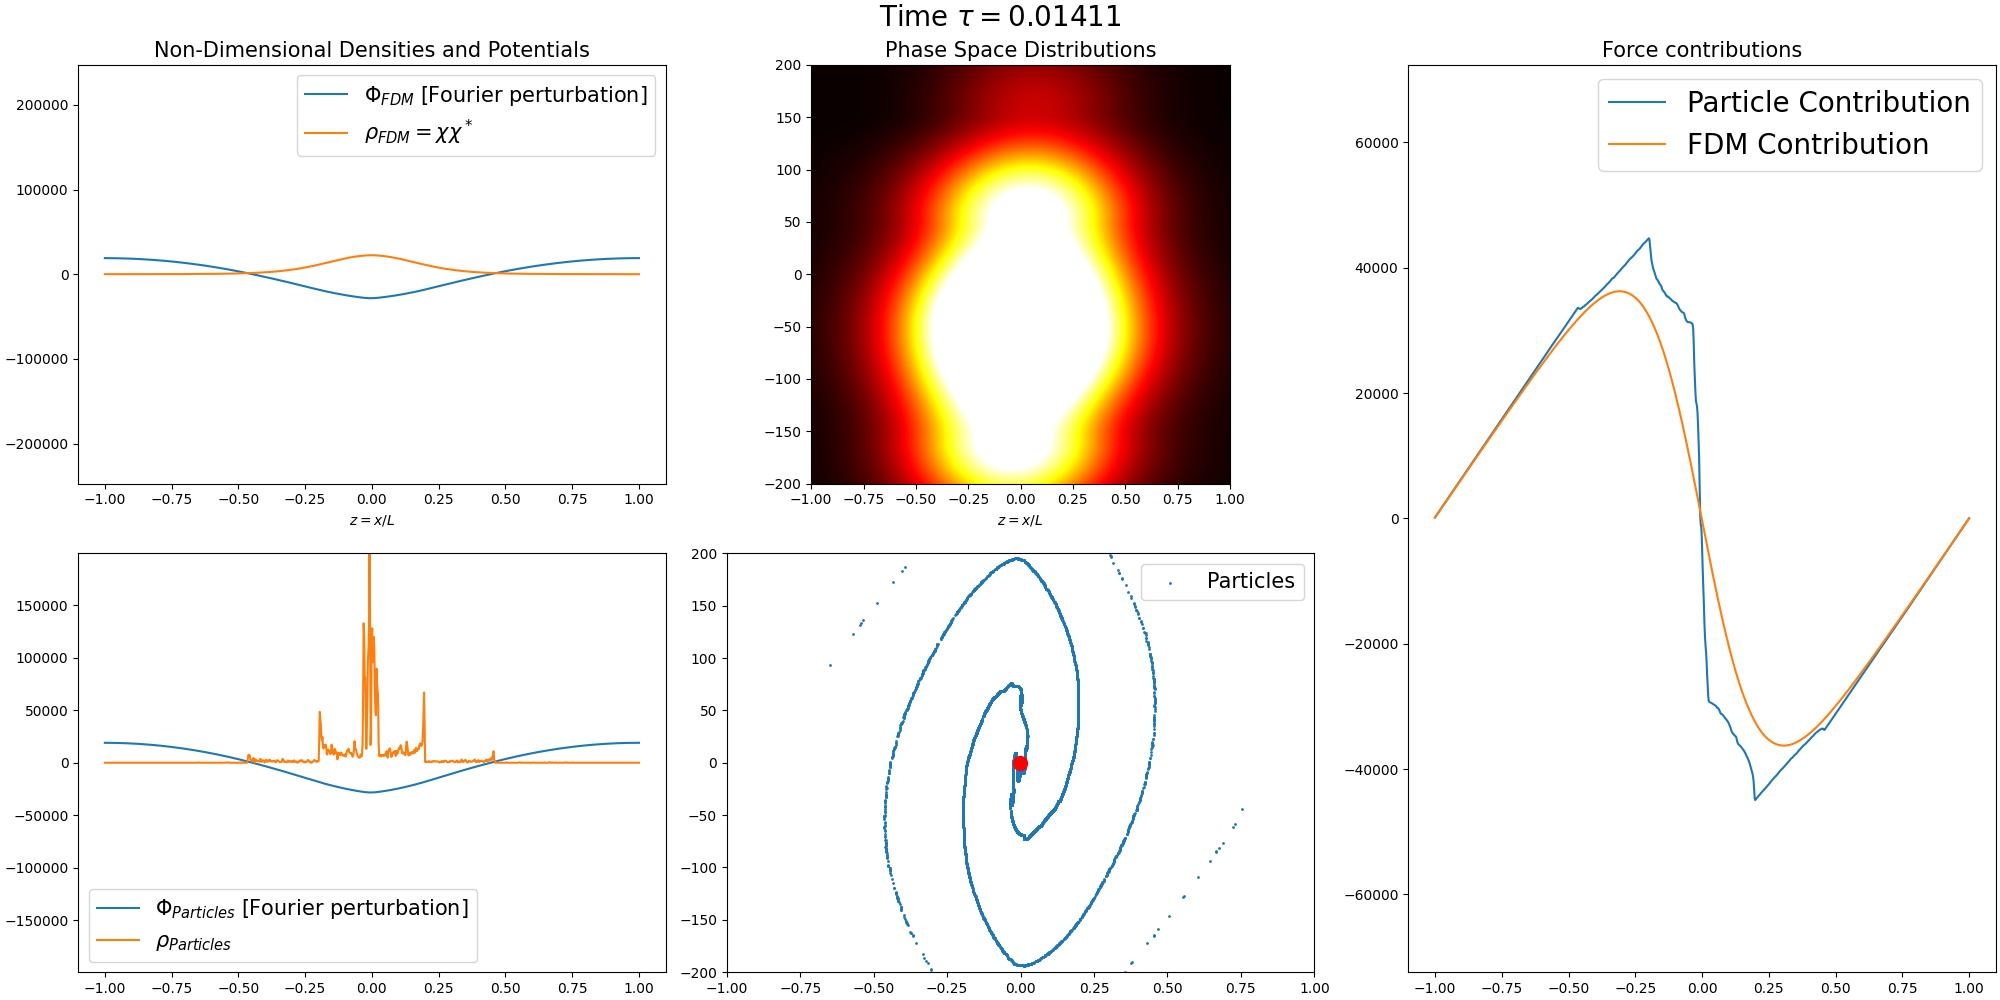 Time τ = 0.01411
Non-Dimensional Densities and Potentials
Φ_FDM [Fourier perturbation]
ρ_FDM = χχ*
200000
100000
0
−100000
−200000
−1.00 −0.75 −0.50 −0.25 0.00 0.25 0.50 0.75 1.00
z = x/L
Phase Space Distributions
200
150
100
50
0
−50
−100
−150
−200
−1.00 −0.75 −0.50 −0.25 0.00 0.25 0.50 0.75 1.00
z = x/L
Force contributions
Particle Contribution
FDM Contribution
60000
40000
20000
0
−20000
−40000
−60000
−1.00 −0.75 −0.50 −0.25 0.00 0.25 0.50 0.75 1.00
150000
100000
50000
0
−50000
−100000
−150000
Φ_Particles [Fourier perturbation]
ρ_Particles
−1.00 −0.75 −0.50 −0.25 0.00 0.25 0.50 0.75 1.00
Particles
200
150
100
50
0
−50
−100
−150
−200
−1.00 −0.75 −0.50 −0.25 0.00 0.25 0.50 0.75 1.00